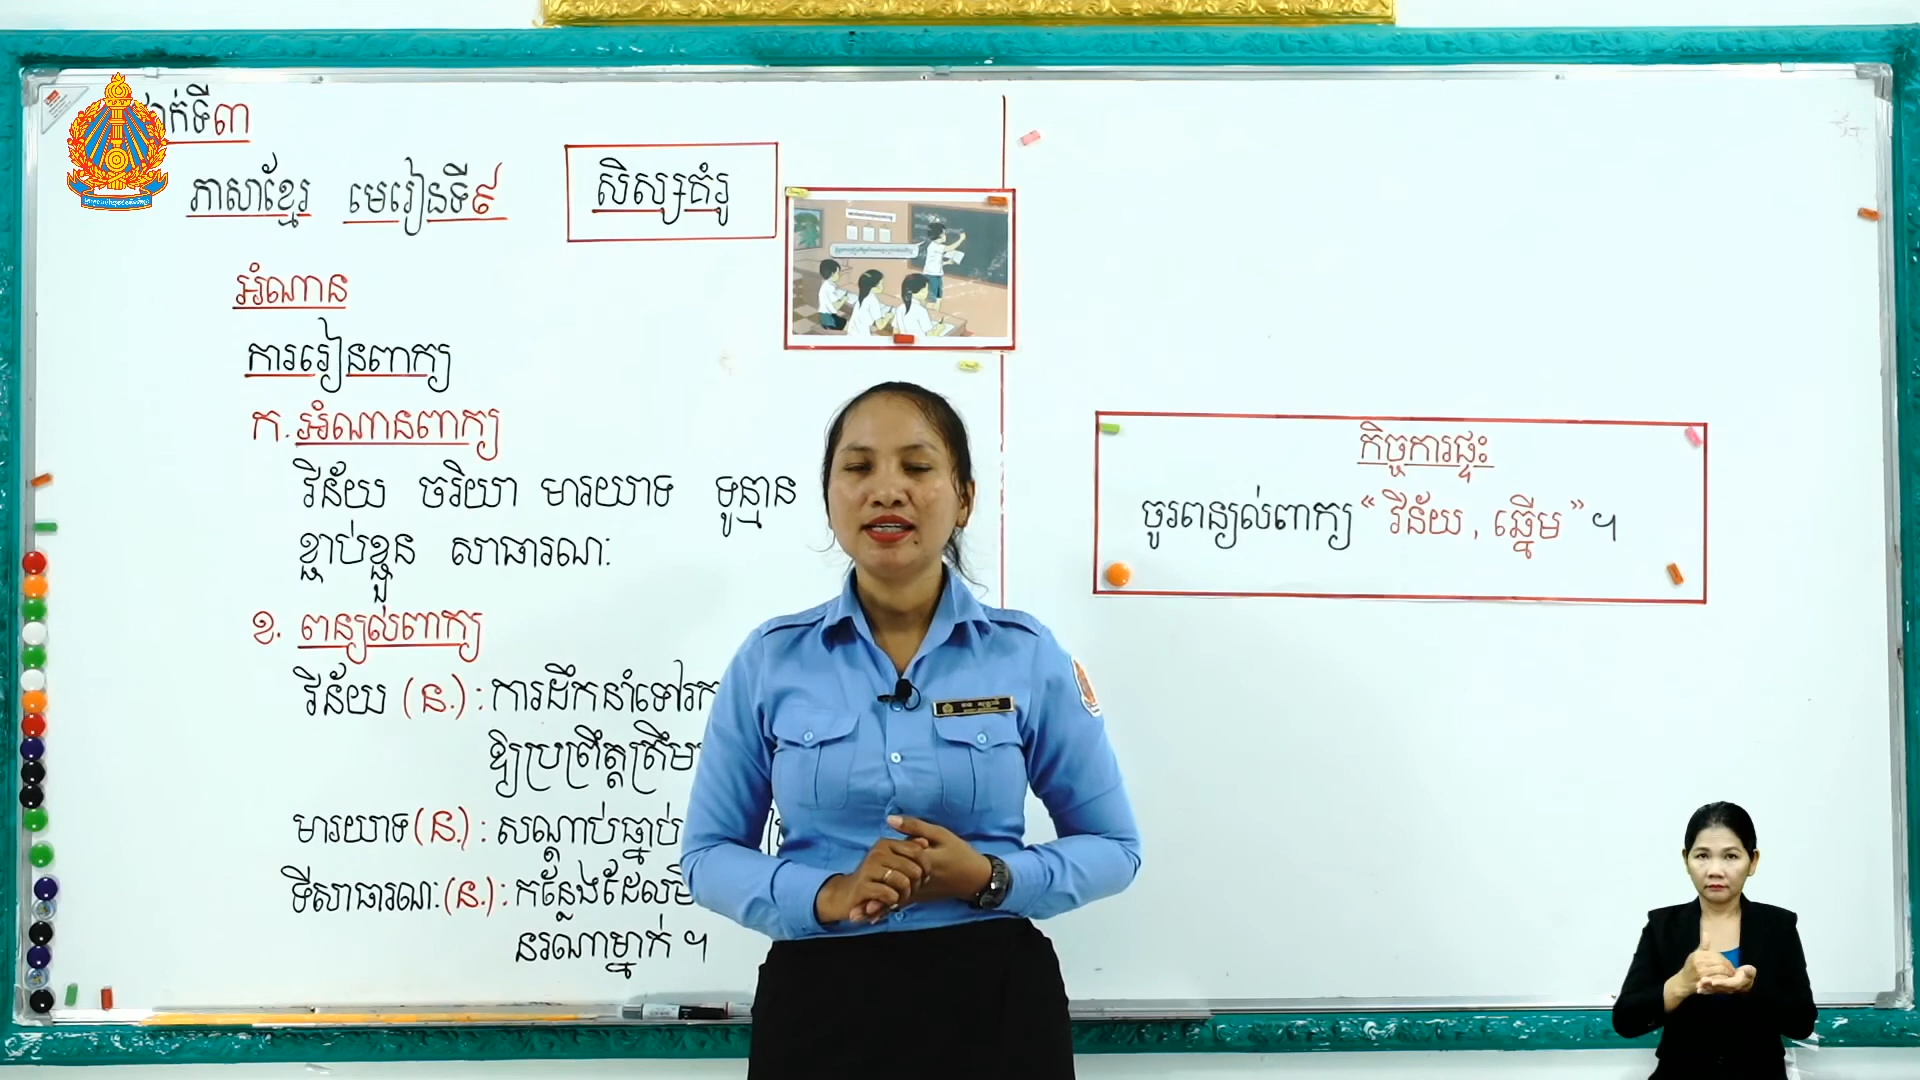 ទី៣
ភាសាខ្មែរ មេរៀនទី៩
សិស្សគំរូ
អំណាន
ការរៀនពាក្យ
ក. អំណានពាក្យ
វិន័យ ចរិយា មារយាទ ទូន្មាន
ខ្ជាប់ខ្ជួន សាធារណៈ
ខ. ពន្យល់ពាក្យ
វិន័យ (ន.) : ការដឹកនាំទៅរក
ឱ្យប្រព្រឹត្តត្រឹម
មារយាទ (ន.) : សណ្ដាប់ធ្នាប់
ទីសាធារណៈ (ន.) : កន្លែងដែលមិ
នរណាម្នាក់ ។
កិច្ចការផ្ទះ
ចូរពន្យល់ពាក្យ “ វិន័យ , ឆ្នើម ” ។